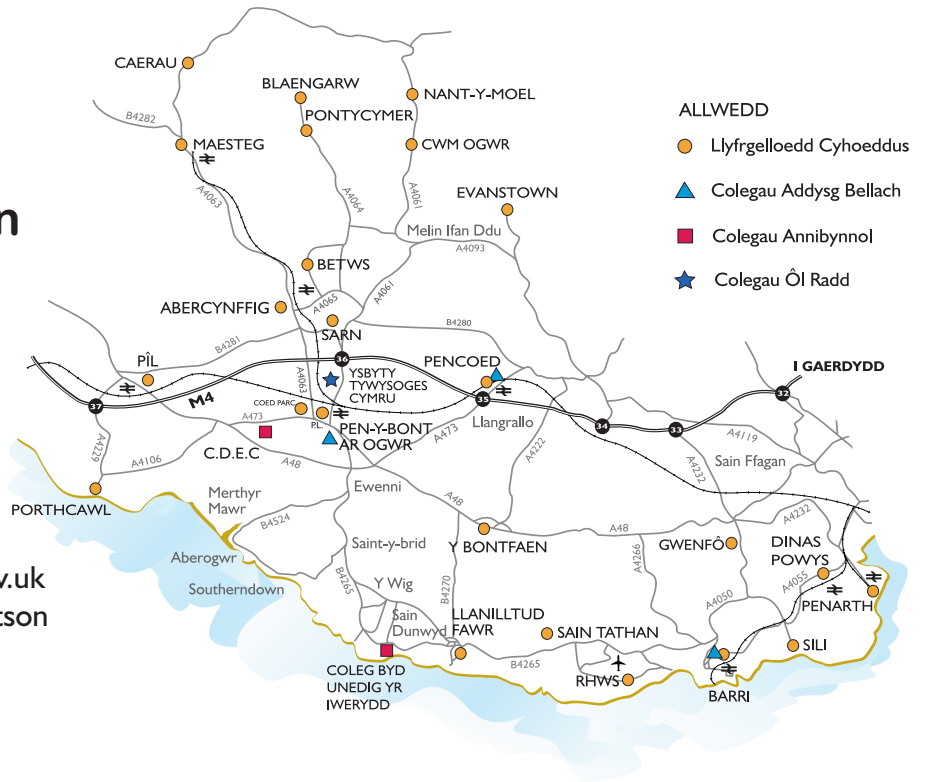 CAERAU
BLAENGARW
NANT-Y-MOEL
PONTYCYMER
B4282
MAESTEG
CWM OGWR
A4063
A4064
A4061
EVANSTOWN
Melin Ifan Ddu
A4093
ALLWEDD
Llyfrgelloedd Cyhoeddus
Colegau Addysg Bellach
Colegau Annibynnol
Colegau Ôl Radd
n
BETWS
A4065
A4061
ABERCYNFFIG
SARN
B4281
B4280
PÎL
36
YSBYTY
TYWYSOGES
CYMRU
PENCOED
I GAERDYDD
37
M4
A4063
COED PARC
P.L.
35
32
34
33
A473
PEN-Y-BONT
AR OGWR
A473
Llangrallo
A4222
A4119
Sain Ffagan
A4232
C.D.E.C
A48
A4229
A4106
PORTHCAWL
Merthyr
Mawr
Ewenni
A48
B4524
A48
A4232
Aberogwr
Saint-y-brid
Y BONTFAEN
GWENFÔ
DINAS
POWYS
Southerndown
B4265
Y Wig
B4270
A4266
A4050
A4055
PENARTH
v.uk
tson
Sain
Dunwyd
LLANILLTUD
FAWR
SAIN TATHAN
SILI
B4265
COLEG BYD
UNEDIG YR
IWERYDD
RHWS
BARRI